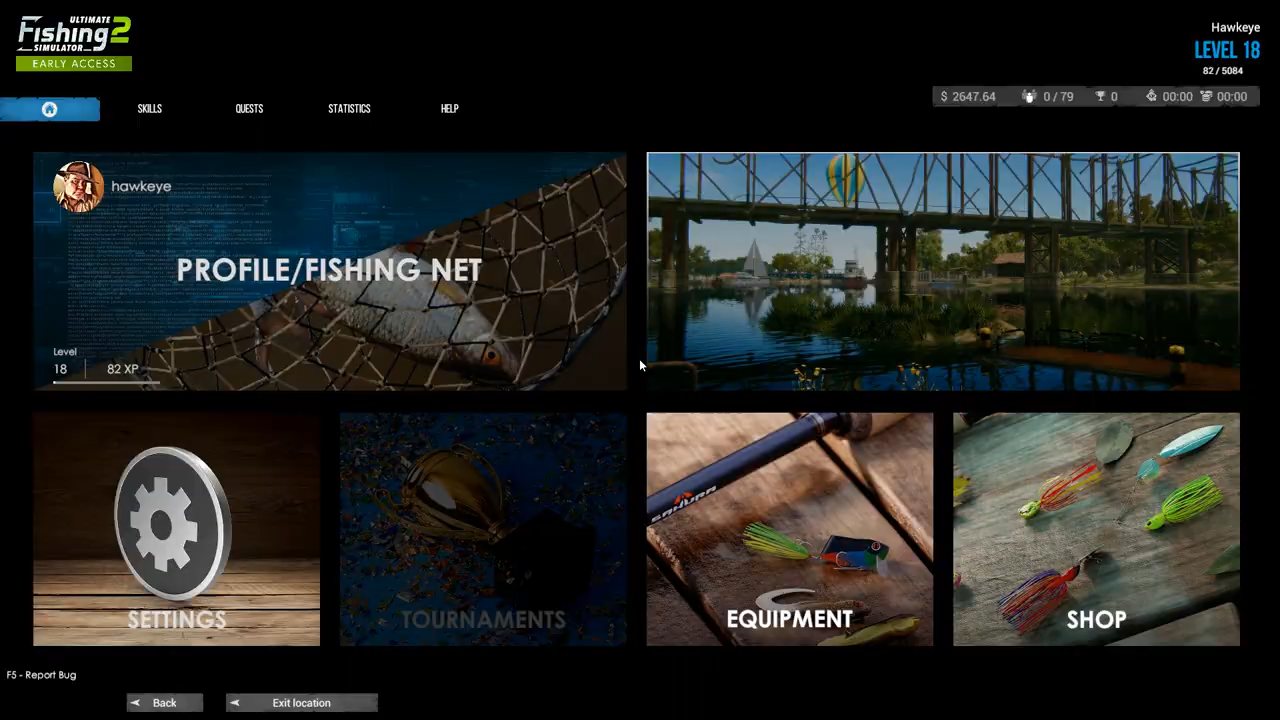 ULTIMATE
Fishing 2
SIMULATOR
EARLY ACCESS
Hawkeye
LEVEL 18
82 / 5084
SKILLS
QUESTS
STATISTICS
HELP
$ 2647.64
0 / 79
0
00:00
00:00
hawkeye
PROFILE/FISHING NET
Level
18
82 XP
SETTINGS
TOURNAMENTS
SAKURA
EQUIPMENT
SHOP
F5 - Report Bug
Back
Exit location